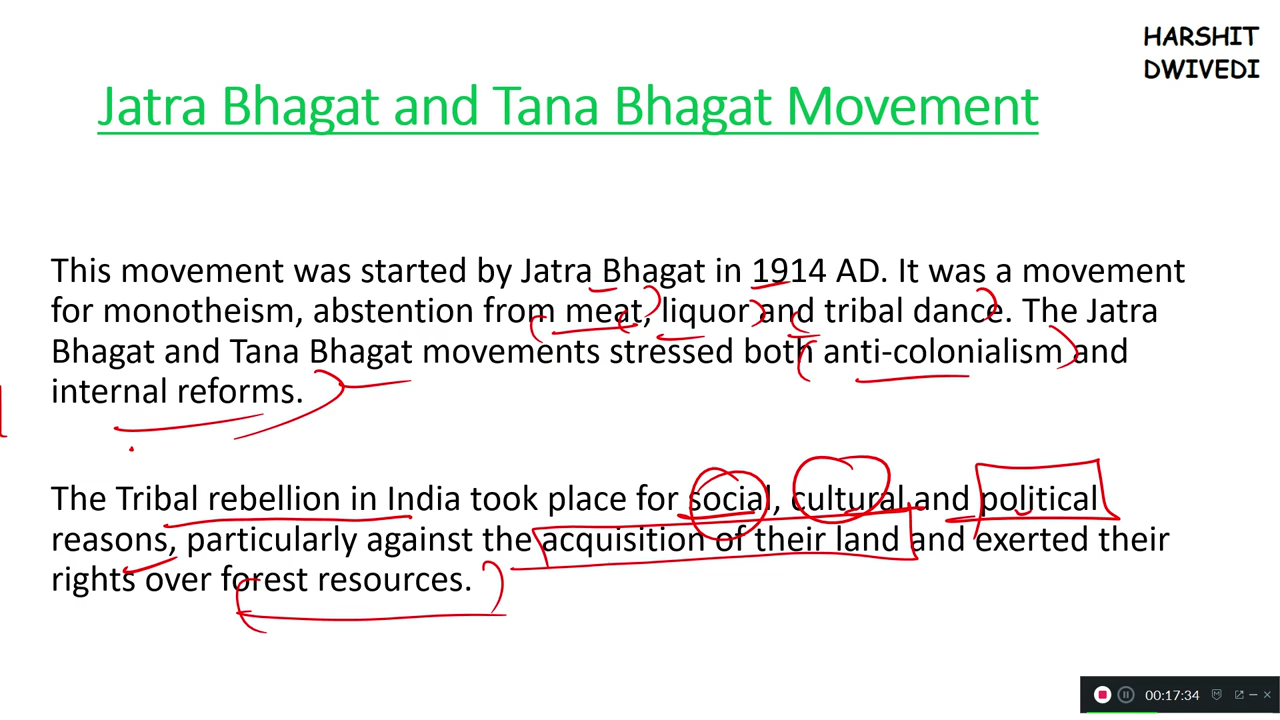 HARSHIT
DWIVEDI
Jatra Bhagat and Tana Bhagat Movement
This movement was started by Jatra Bhagat in 1914 AD. It was a movement
for monotheism, abstention from meat, liquor and tribal dance. The Jatra
Bhagat and Tana Bhagat movements stressed both anti-colonialism and
internal reforms.
The Tribal rebellion in India took place for social, cultural and political
reasons, particularly against the acquisition of their land and exerted their
rights over forest resources.
00:17:34